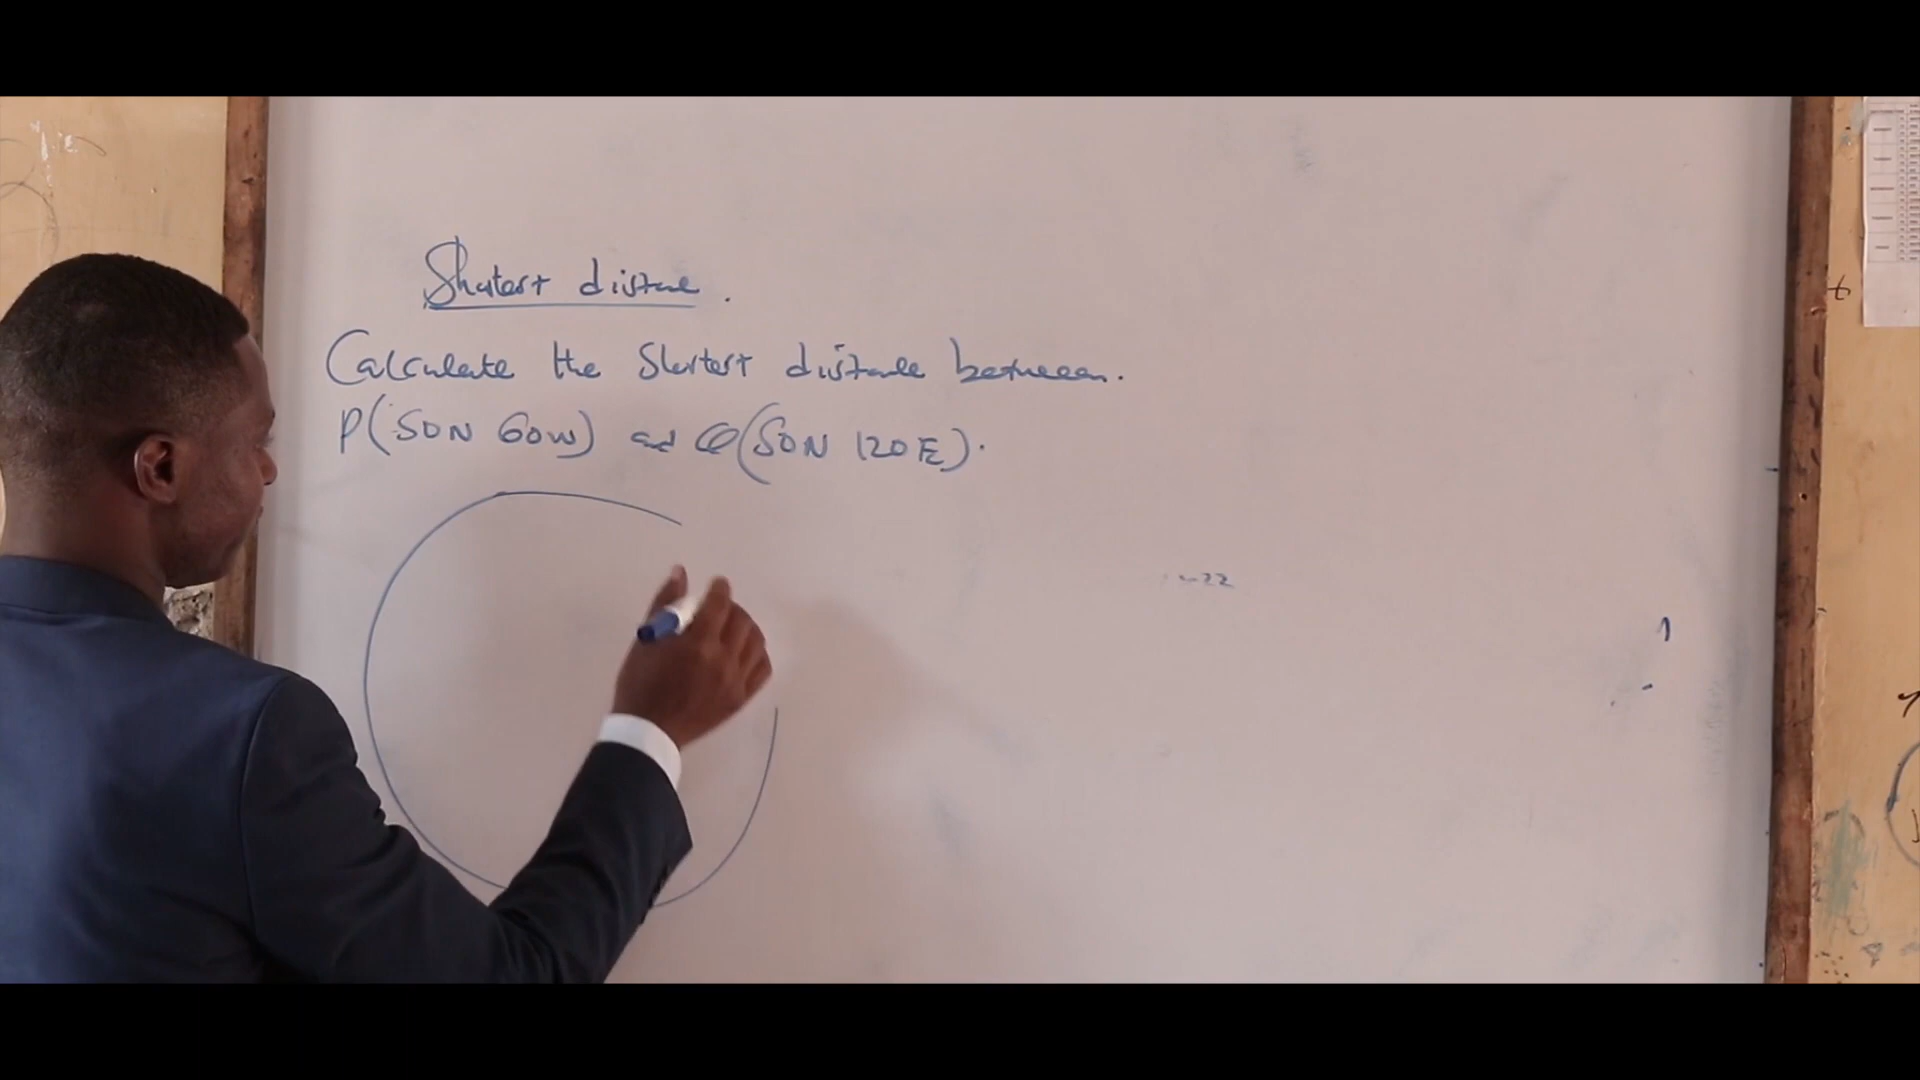 Shortest distance.
Calculate the Shortest distance between.
P(50N 60W) and Q(50N 120E).